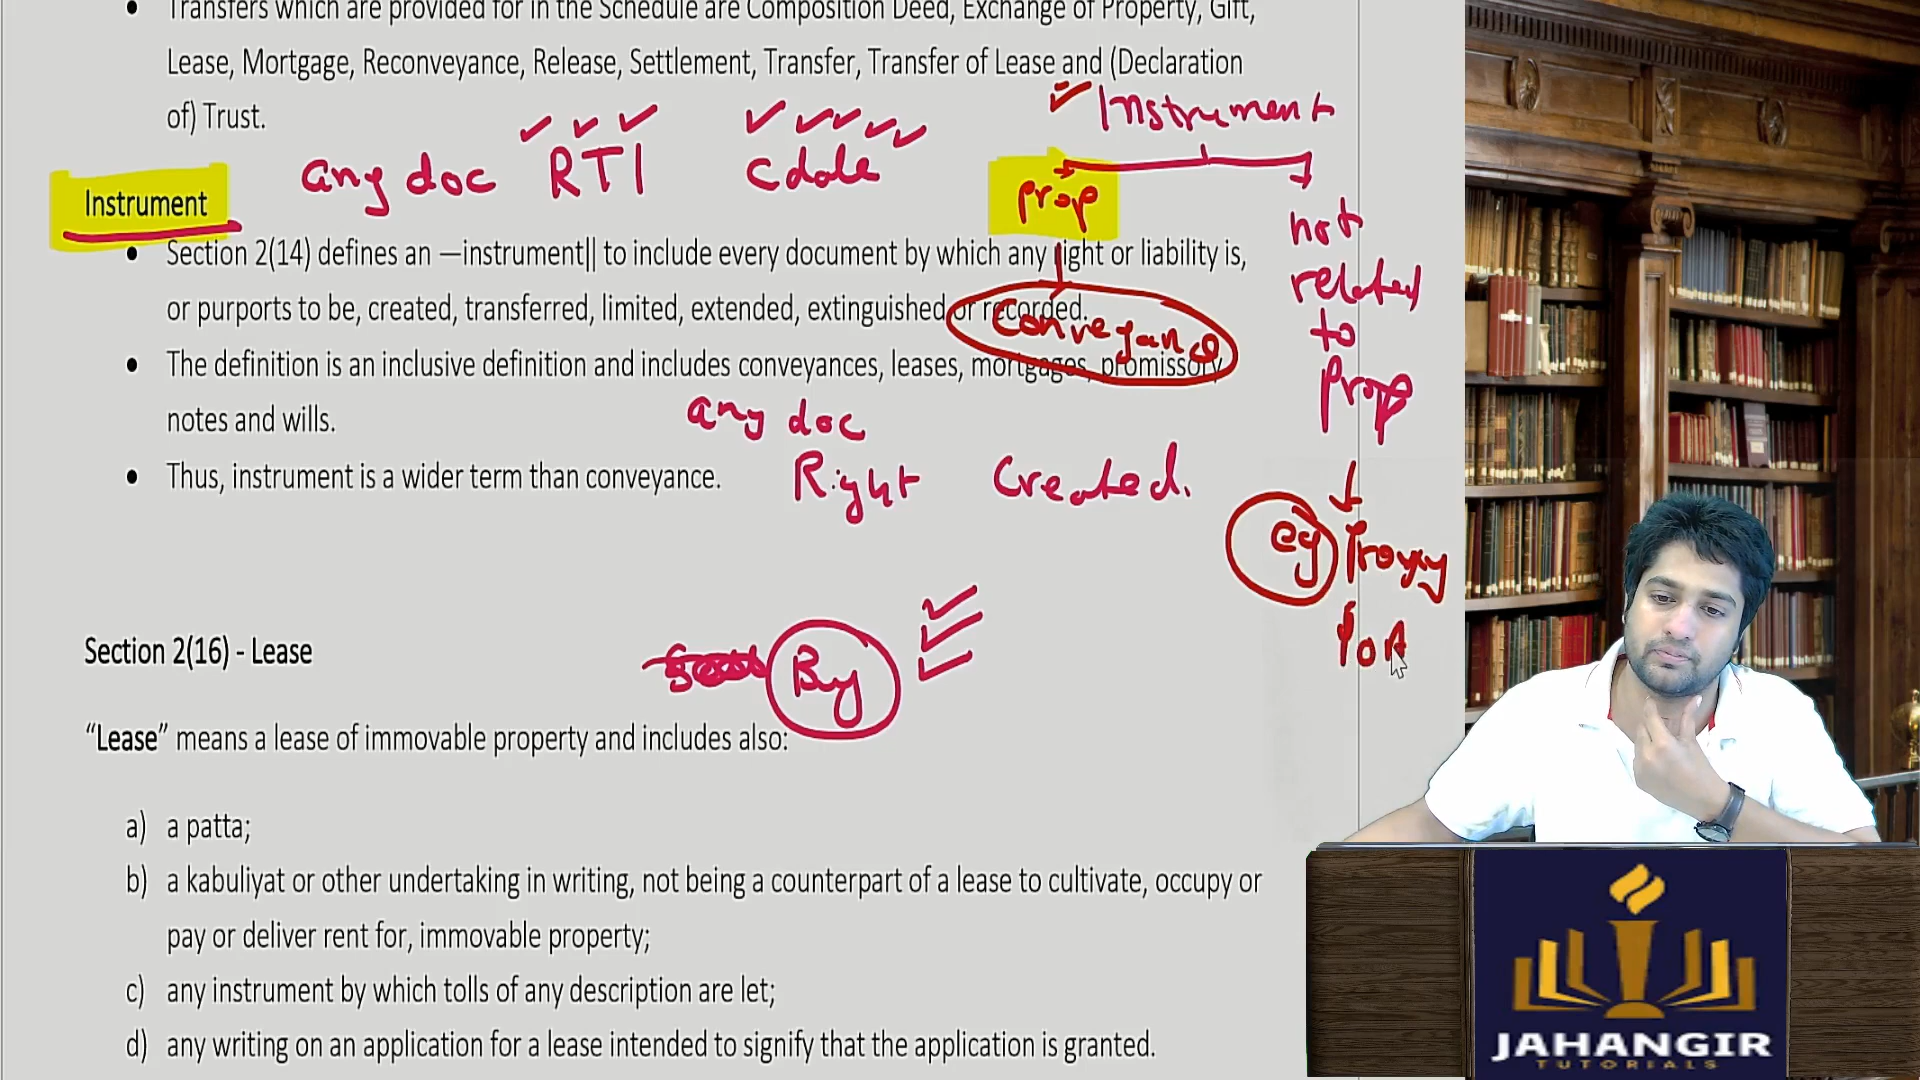 Transfers which are provided for in the Schedule are Composition Deed, Exchange of Property, Gift,
Lease, Mortgage, Reconveyance, Release, Settlement, Transfer, Transfer of Lease and (Declaration
of) Trust.
Instrument
any doc RTI
Instrument
prop
not
related
to
prop
Instrument
Section 2(14) defines an —instrument‖ to include every document by which any right or liability is,
or purports to be, created, transferred, limited, extended, extinguished or recorded.
Conveyance
The definition is an inclusive definition and includes conveyances, leases, mortgages, promissory
notes and wills.
any doc
Thus, instrument is a wider term than conveyance.
Right Created.
eg Proxy
PoA
Section 2(16) - Lease
By
“Lease” means a lease of immovable property and includes also:
a) a patta;
b) a kabuliyat or other undertaking in writing, not being a counterpart of a lease to cultivate, occupy or
pay or deliver rent for, immovable property;
c) any instrument by which tolls of any description are let;
d) any writing on an application for a lease intended to signify that the application is granted.
JAHANGIR
TUTORIALS